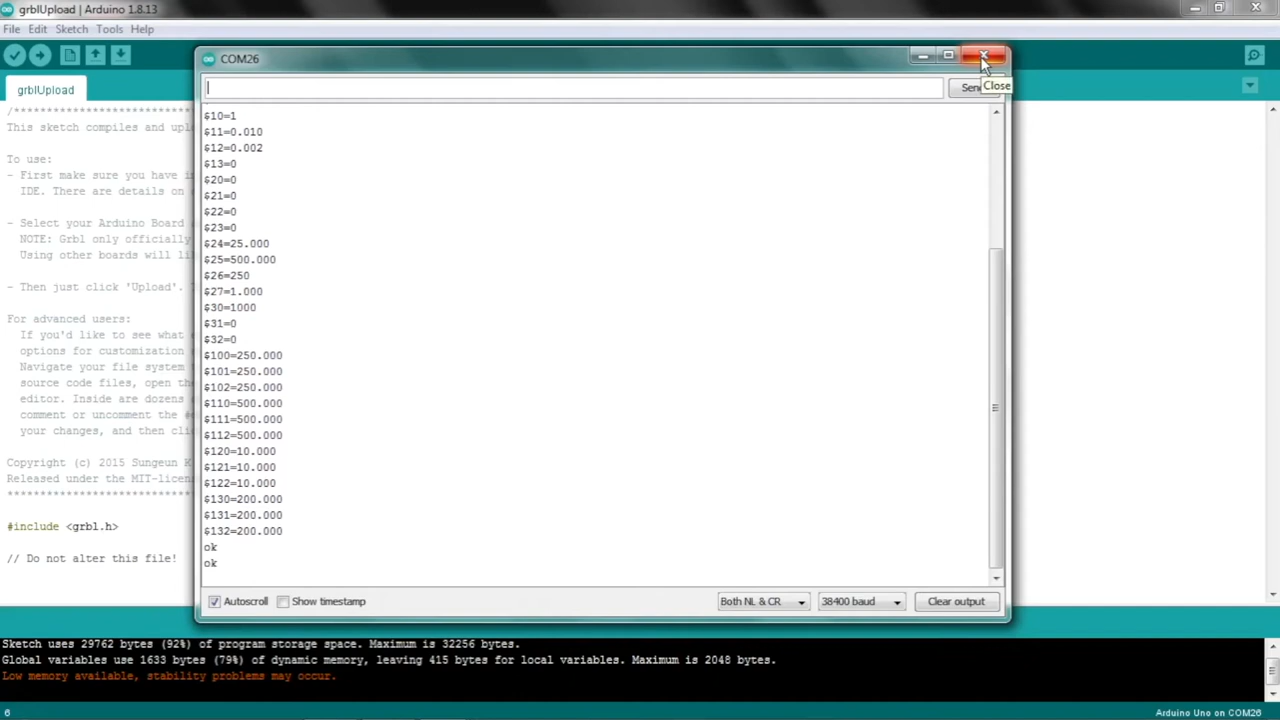 grblUpload | Arduino 1.8.13
File Edit Sketch Tools Help
grblUpload
COM26
Close
$10=1
$11=0.010
$12=0.002
$13=0
$20=0
$21=0
$22=0
$23=0
$24=25.000
$25=500.000
$26=250
$27=1.000
$30=1000
$31=0
$32=0
$100=250.000
$101=250.000
$102=250.000
$110=500.000
$111=500.000
$112=500.000
$120=10.000
$121=10.000
$122=10.000
$130=200.000
$131=200.000
$132=200.000
ok
ok
Autoscroll Show timestamp Both NL & CR 38400 baud Clear output
/**************************
This sketch compiles and
To use:
- First make sure you have
IDE. There are details on
- Select your Arduino Board
NOTE: Grbl only officially
Using other boards will
- Then just click 'Upload'.
For advanced users:
If you'd like to see what
options for customization
Navigate your file system
source code files, open
editor. Inside are dozens
comment or uncomment the
your changes, and then
Copyright (c) 2015 Sungeun
Released under the
**************************
#include <grbl.h>
// Do not alter this file!
Sketch uses 29762 bytes (92%) of program storage space. Maximum is 32256 bytes.
Global variables use 1633 bytes (79%) of dynamic memory, leaving 415 bytes for local variables. Maximum is 2048 bytes.
Low memory available, stability problems may occur.
6 Arduino Uno on COM26